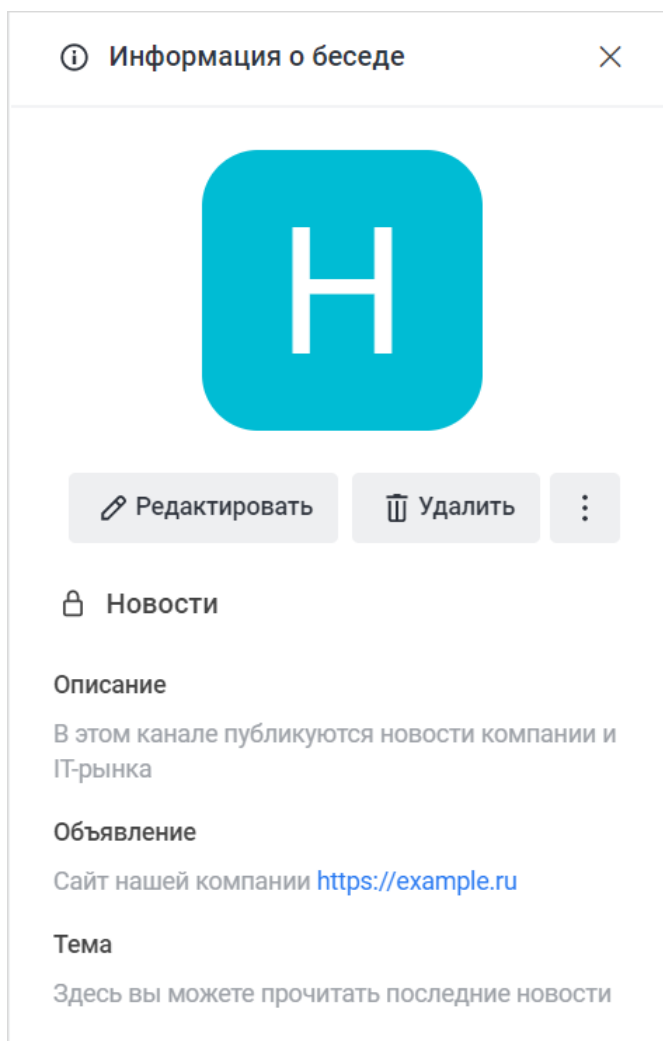 Информация о беседе
Н
Редактировать
Удалить
Новости
Описание
В этом канале публикуются новости компании и
IT-рынка
Объявление
Сайт нашей компании https://example.ru
Тема
Здесь вы можете прочитать последние новости